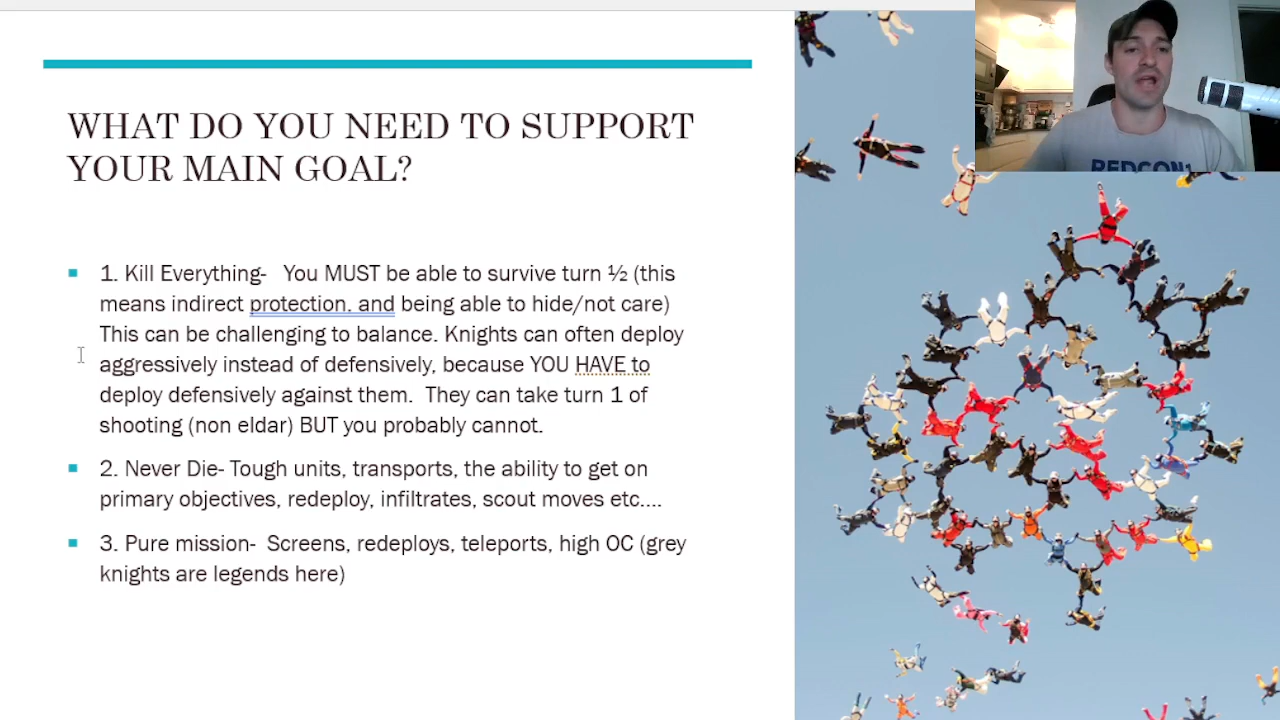 WHAT DO YOU NEED TO SUPPORT
YOUR MAIN GOAL?
1. Kill Everything- You MUST be able to survive turn ½ (this
means indirect protection. and being able to hide/not care)
This can be challenging to balance. Knights can often deploy
aggressively instead of defensively, because YOU HAVE to
deploy defensively against them. They can take turn 1 of
shooting (non eldar) BUT you probably cannot.
2. Never Die- Tough units, transports, the ability to get on
primary objectives, redeploy, infiltrates, scout moves etc....
3. Pure mission- Screens, redeploys, teleports, high OC (grey
knights are legends here)
REDCON1